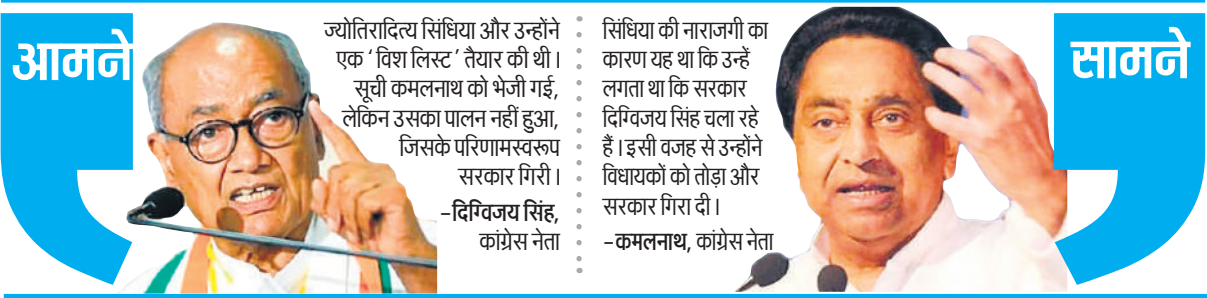 आमने
ज्योतिरादित्य सिंधिया और उन्होंने
एक ‘ विश लिस्ट ’ तैयार की थी।
सूची कमलनाथ को भेजी गई,
लेकिन उसका पालन नहीं हुआ,
जिसके परिणामस्वरूप
सरकार गिरी।
–दिग्विजय सिंह,
कांग्रेस नेता
सिंधिया की नाराजगी का
कारण यह था कि उन्हें
लगता था कि सरकार
दिग्विजय सिंह चला रहे
हैं। इसी वजह से उन्होंने
विधायकों को तोड़ा और
सरकार गिरा दी।
–कमलनाथ, कांग्रेस नेता
सामने